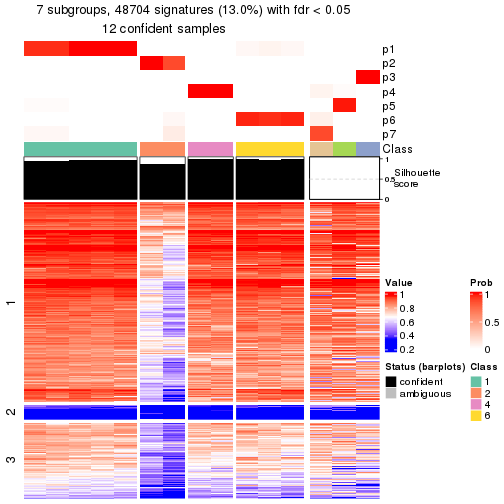 7 subgroups, 48704 signatures (13.0%) with fdr < 0.05
12 confident samples
p1
p2
p3
p4
p5
p6
p7
Class
1
0.5
0
Silhouette
score
1
2
3
Value
1
0.8
0.6
0.4
0.2
Prob
1
0.5
0
Status (barplots)
confident
ambiguous
Class
1
2
4
6